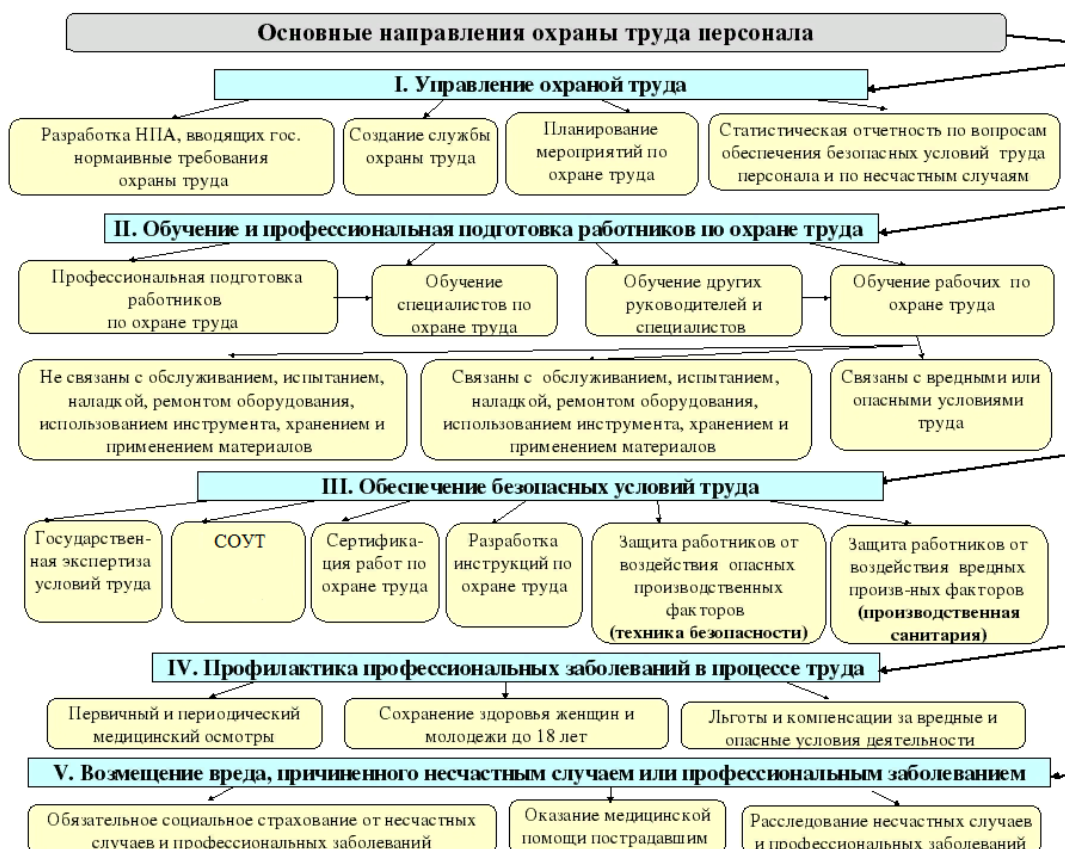 Основные направления охраны труда персонала
I. Управление охраной труда
Разработка НПА, вводящих гос.
нормаивные требования
охраны труда
Создание службы
охраны труда
Планирование
мероприятий по
охране труда
Статистическая отчетность по вопросам
обеспечения безопасных условий труда
персонала и по несчастным случаям
II. Обучение и профессиональная подготовка работников по охране труда
Профессиональная подготовка
работников
по охране труда
Обучение
специалистов по
охране труда
Обучение других
руководителей и
специалистов
Обучение рабочих по
охране труда
Не связаны с обслуживанием, испытанием,
наладкой, ремонтом оборудования,
использованием инструмента, хранением и
применением материалов
Связаны с обслуживанием, испытанием,
наладкой, ремонтом оборудования,
использованием инструмента, хранением и
применением материалов
Связаны с вредными или
опасными условиями
труда
III. Обеспечение безопасных условий труда
Государствен-
ная экспертиза
условий труда
СОУТ
Сертифика-
ция работ по
охране труда
Разработка
инструкций по
охране труда
Защита работников от
воздействия опасных
производственных
факторов
(техника безопасности)
Защита работников от
воздействия вредных
произв-ных факторов
(производственная
санитария)
IV. Профилактика профессиональных заболеваний в процессе труда
Первичный и периодический
медицинский осмотры
Сохранение здоровья женщин и
молодежи до 18 лет
Льготы и компенсации за вредные и
опасные условия деятельности
V. Возмещение вреда, причиненного несчастным случаем или профессиональным заболеванием
Обязательное социальное страхование от несчастных
случаев и профессиональных заболеваний
Оказание медицинской
помощи пострадавшим
Расследование несчастных случаев
и профессиональных заболеваний